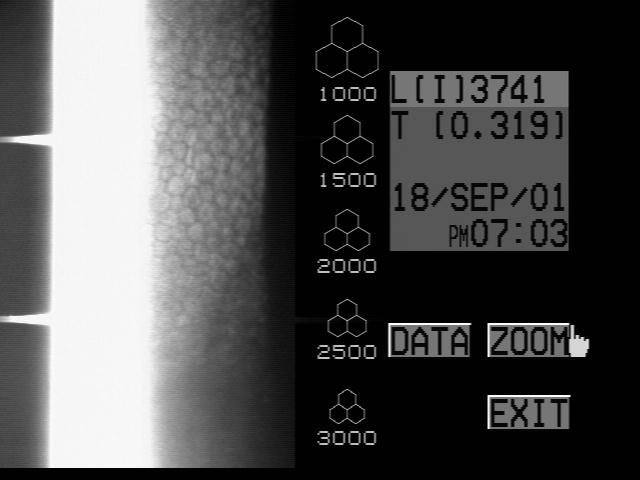 1000
1500
2000
2500
3000
L(I)3741
T (0.319)
18/SEP/01
PM07:03
DATA
ZOOM
EXIT